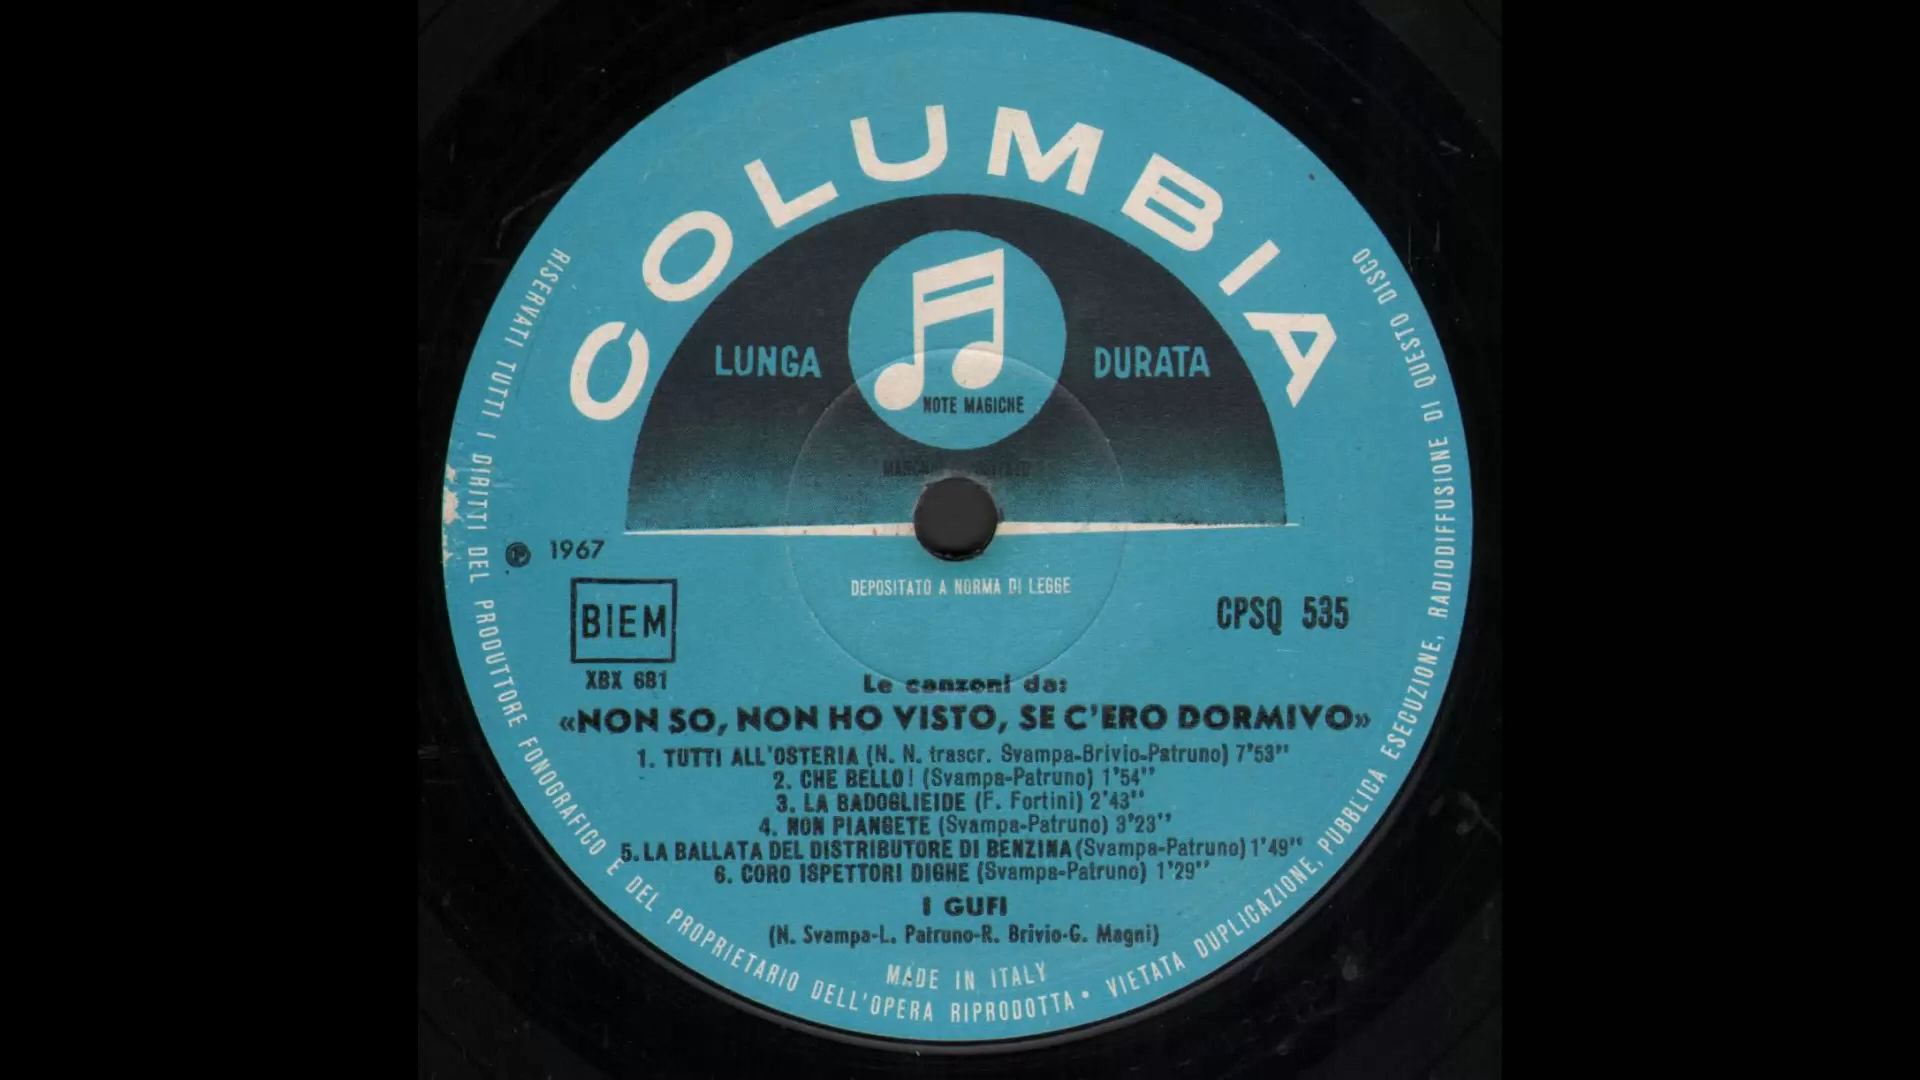 COLUMBIA
LUNGA
DURATA
NOTE MAGICHE
DEPOSITATO A NORMA DI LEGGE
℗ 1967
BIEM
XBX 681
CPSQ 535
Le canzoni da:
«NON SO, NON HO VISTO, SE C'ERO DORMIVO»
1. TUTTI ALL'OSTERIA (N. N. trascr. Svampa-Brivio-Patruno) 7'53''
2. CHE BELLO! (Svampa-Patruno) 1'54''
3. LA BADOGLIEIDE (F. Fortini) 2'43''
4. NON PIANGETE (Svampa-Patruno) 3'23''
5. LA BALLATA DEL DISTRIBUTORE DI BENZINA (Svampa-Patruno) 1'49''
6. CORO ISPETTORI DIGHE (Svampa-Patruno) 1'29''
I GUFI
(N. Svampa-L. Patruno-R. Brivio-G. Magni)
MADE IN ITALY
RISERVATI TUTTI I DIRITTI DEL PRODUTTORE FONOGRAFICO E DEL PROPRIETARIO DELL'OPERA RIPRODOTTA • VIETATA DUPLICAZIONE, PUBBLICA ESECUZIONE, RADIODIFFUSIONE DI QUESTO DISCO